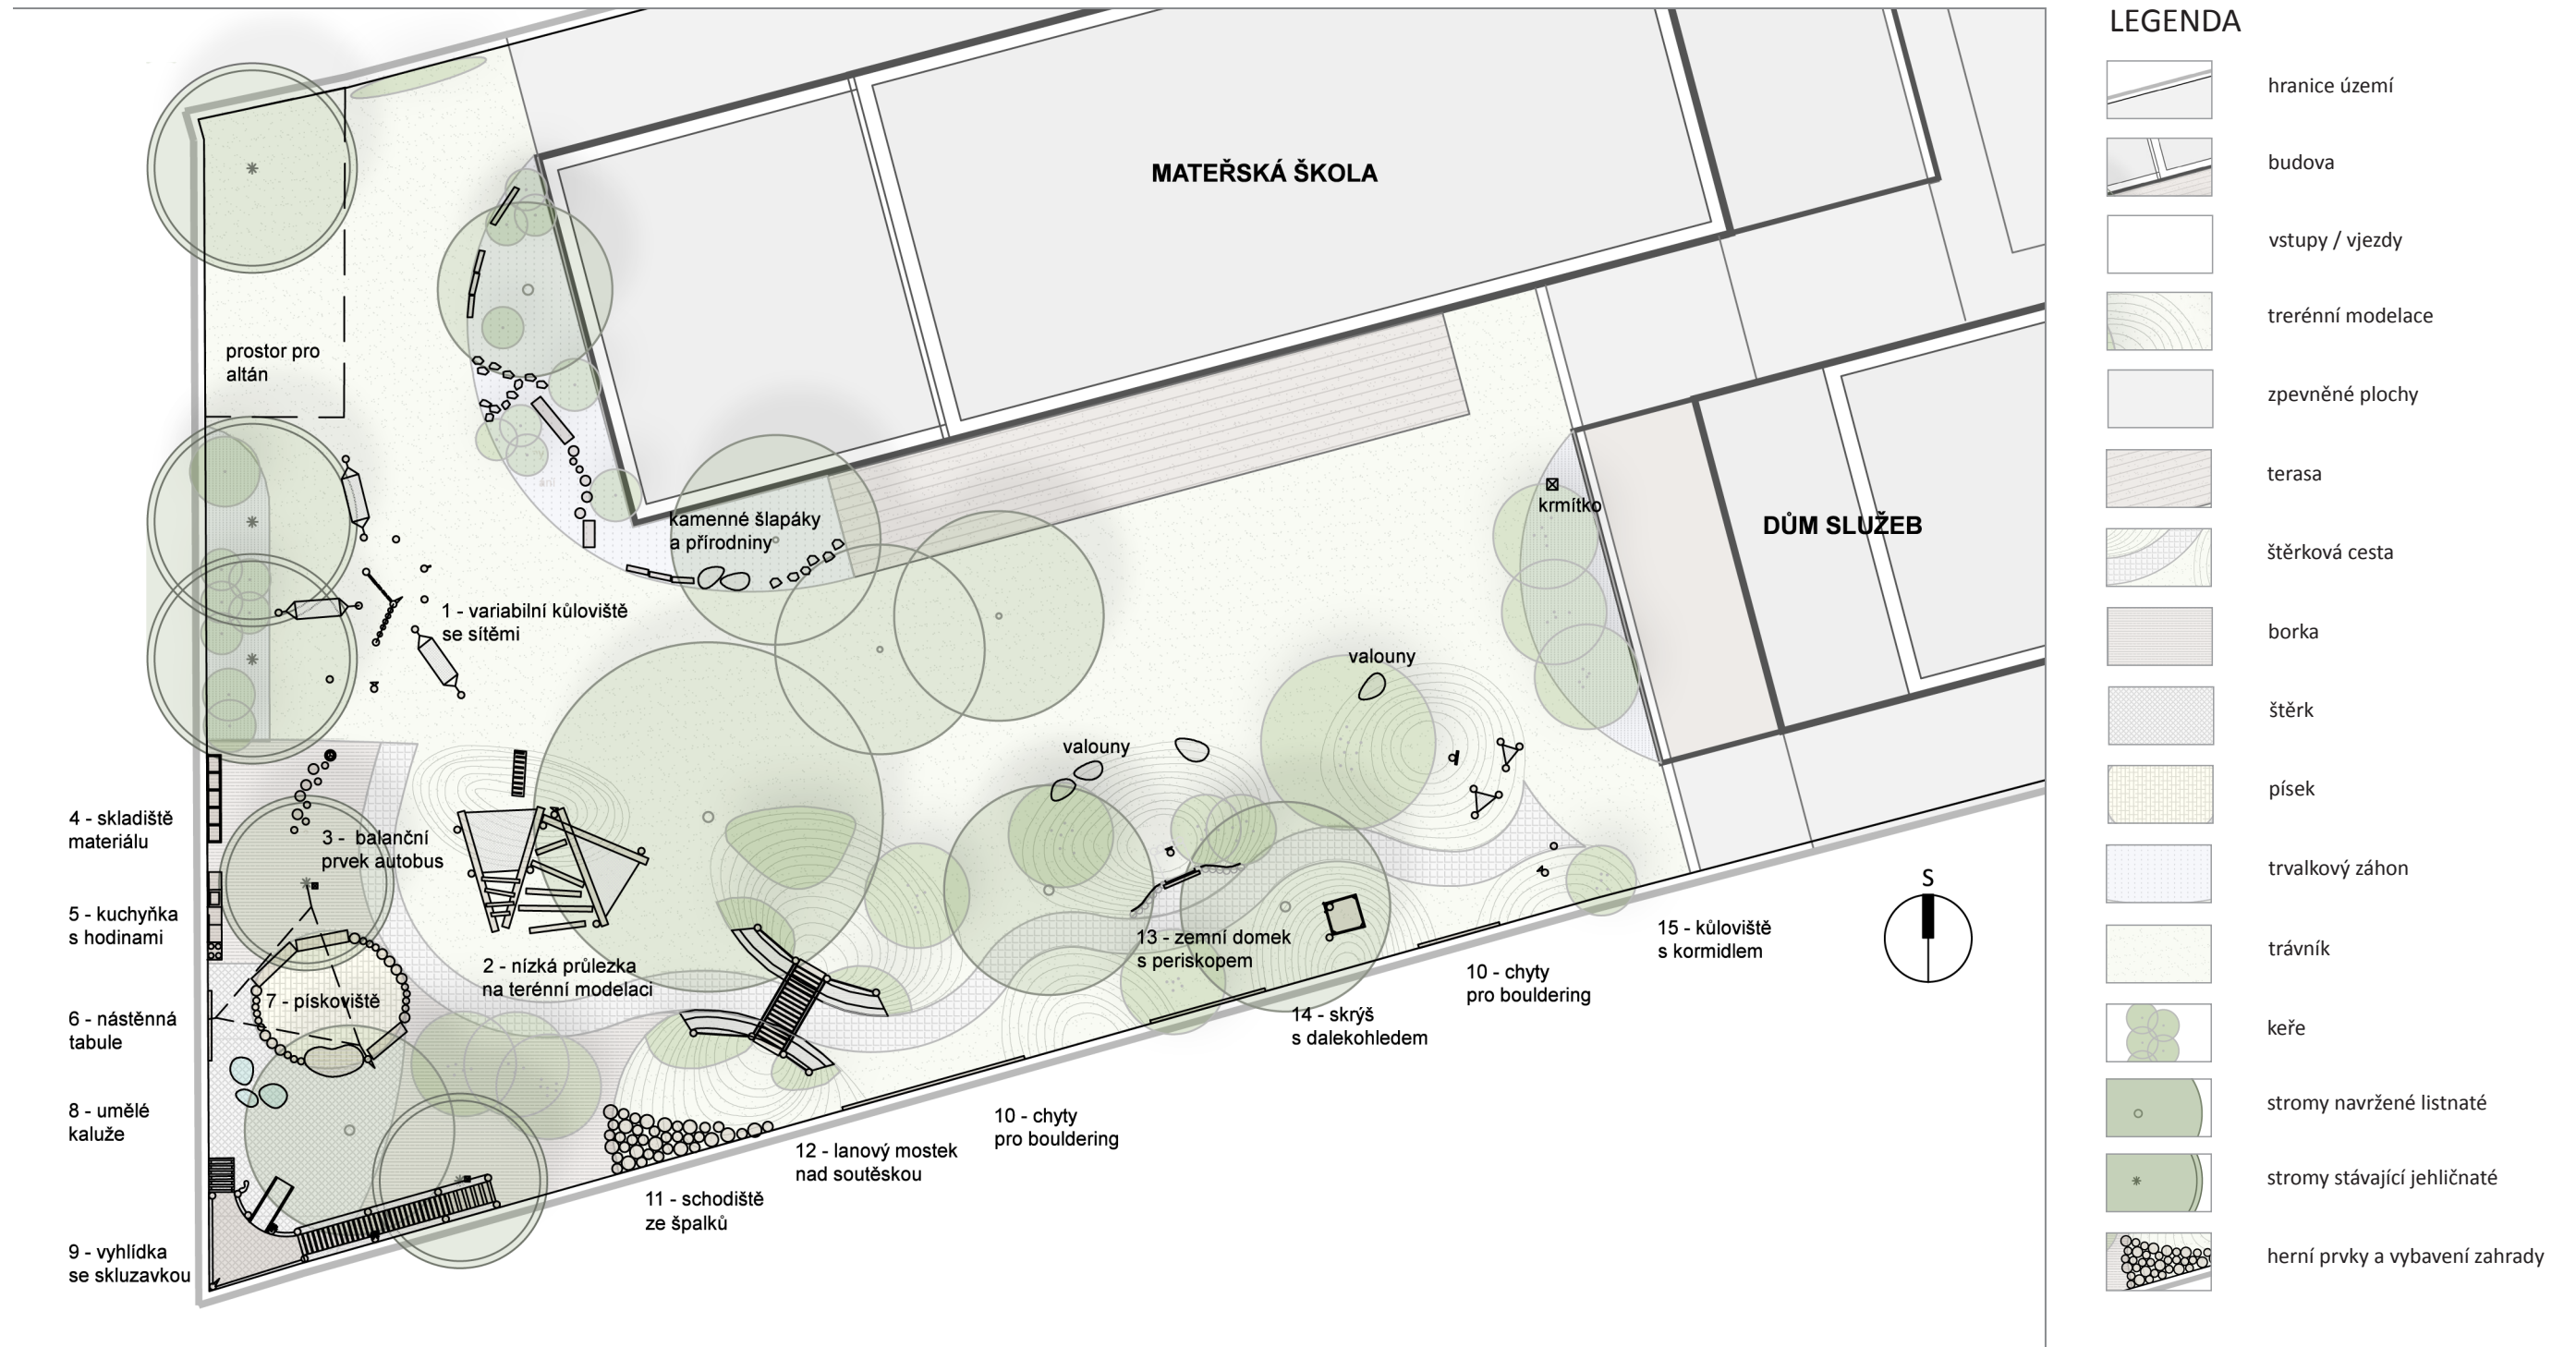 MATEŘSKÁ ŠKOLA
prostor pro
altán
kamenné šlapáky
a přírodniny
krmítko
DŮM SLUŽEB
1 - variabilní kůloviště
se sítěmi
valouny
valouny
4 - skladiště
materiálu
3 - balanční
prvek autobus
5 - kuchyňka
s hodinami
2 - nízká průlezka
na terénní modelaci
7 - pískoviště
6 - nástěnná
tabule
13 - zemní domek
s periskopem
15 - kůloviště
s kormidlem
10 - chyty
pro bouldering
14 - skrýš
s dalekohledem
8 - umělé
kaluže
10 - chyty
pro bouldering
12 - lanový mostek
nad soutěskou
11 - schodiště
ze špalků
9 - vyhlídka
se skluzavkou
S
LEGENDA
hranice území
budova
vstupy / vjezdy
trerénní modelace
zpevněné plochy
terasa
štěrková cesta
borka
štěrk
písek
trvalkový záhon
trávník
keře
stromy navržené listnaté
stromy stávající jehličnaté
herní prvky a vybavení zahrady